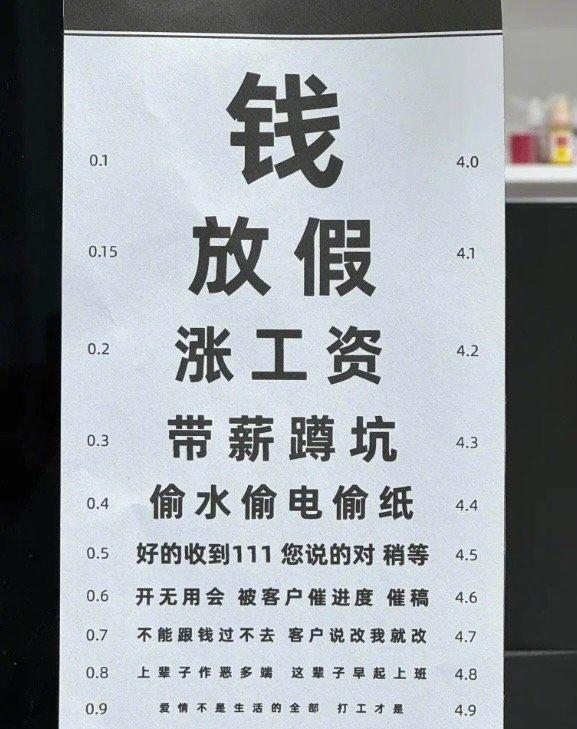 0.1 钱 4.0
0.15 放假 4.1
0.2 涨工资 4.2
0.3 带薪蹲坑 4.3
0.4 偷水偷电偷纸 4.4
0.5 好的收到111 您说的对 稍等 4.5
0.6 开无用会 被客户催进度 催稿 4.6
0.7 不能跟钱过不去 客户说改我就改 4.7
0.8 上辈子作恶多端 这辈子早起上班 4.8
0.9 爱情不是生活的全部 打工才是 4.9